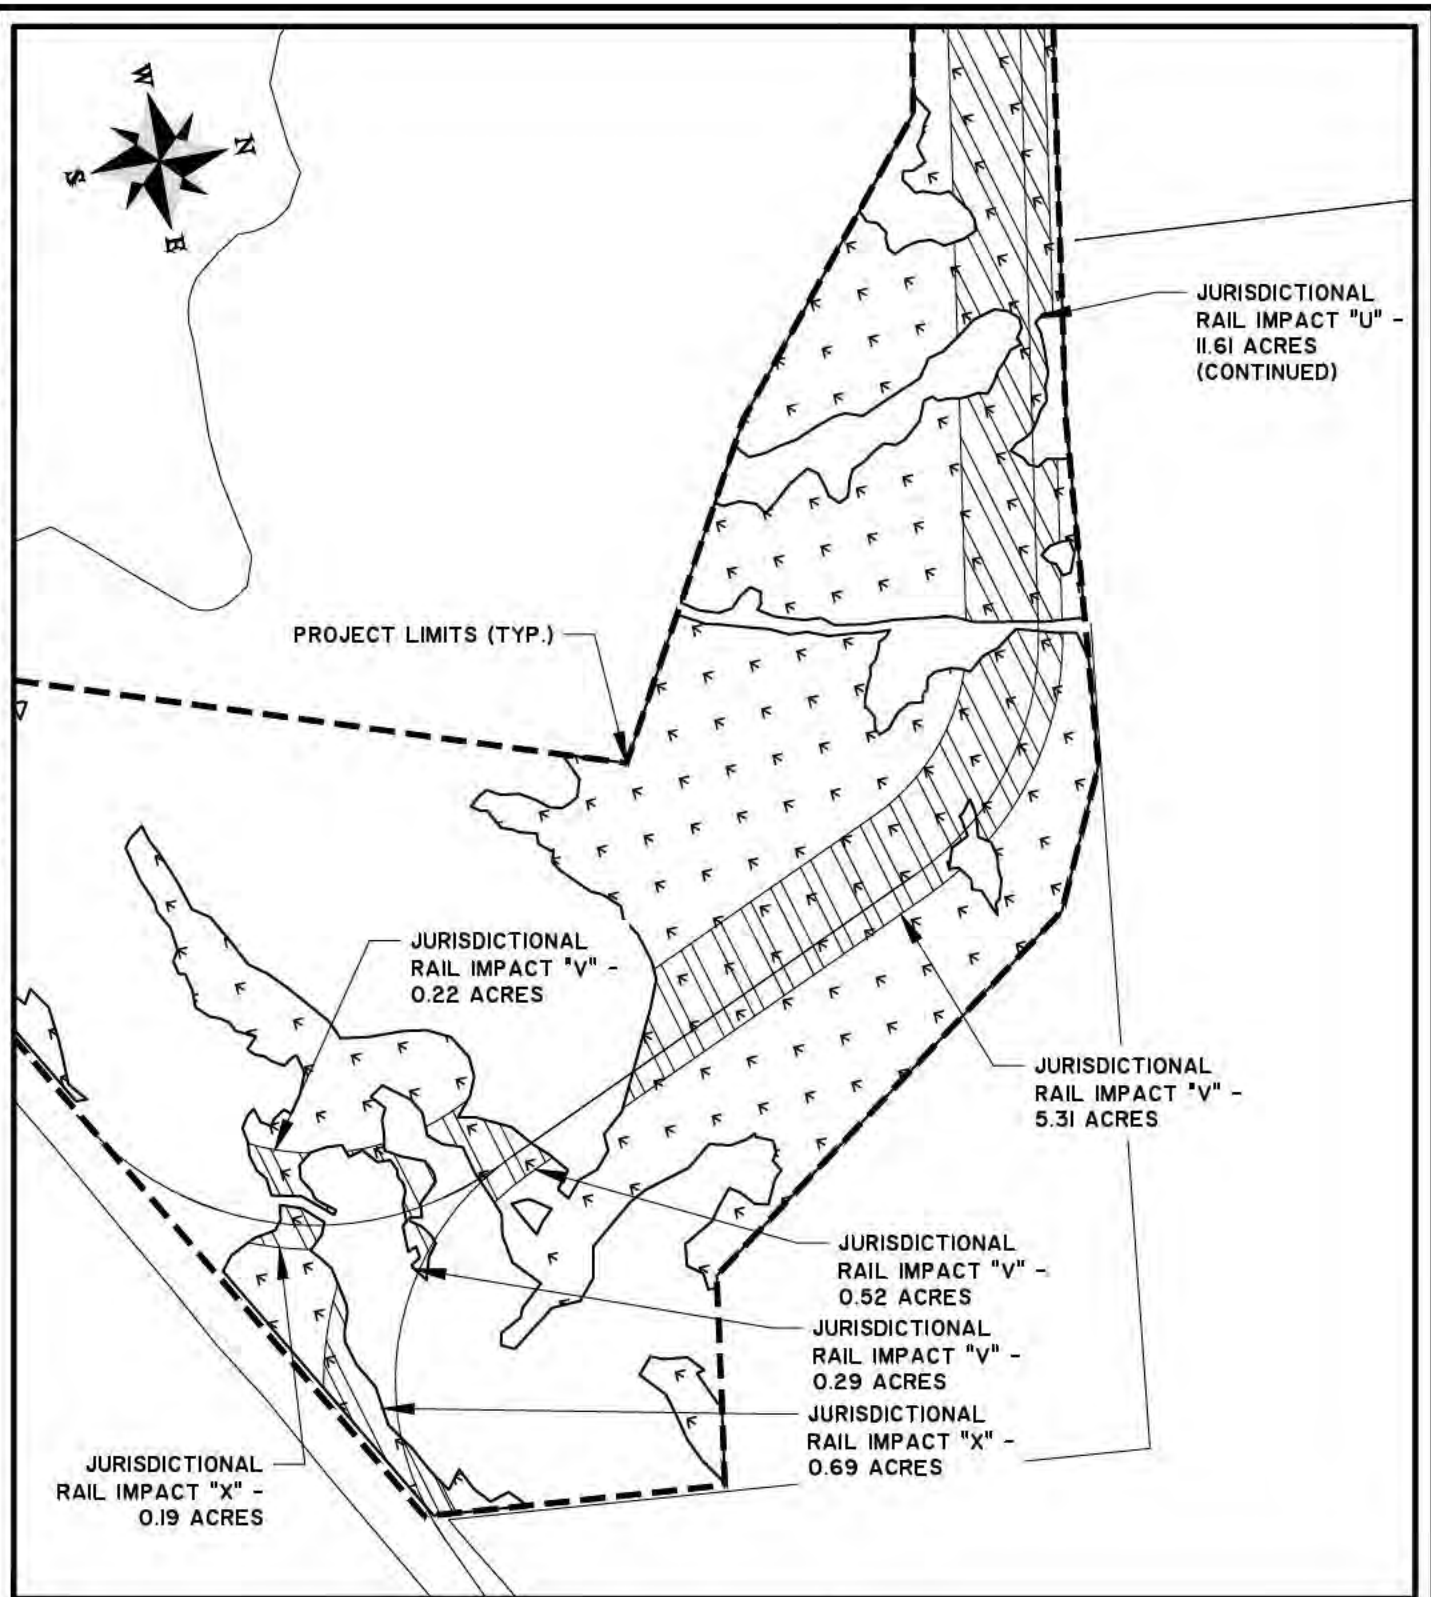 W
N
S
E
JURISDICTIONAL
RAIL IMPACT "U" -
11.61 ACRES
(CONTINUED)
PROJECT LIMITS (TYP.)
JURISDICTIONAL
RAIL IMPACT "V" -
0.22 ACRES
JURISDICTIONAL
RAIL IMPACT "V" -
5.31 ACRES
JURISDICTIONAL
RAIL IMPACT "V" -
0.52 ACRES
JURISDICTIONAL
RAIL IMPACT "V" -
0.29 ACRES
JURISDICTIONAL
RAIL IMPACT "X" -
0.69 ACRES
JURISDICTIONAL
RAIL IMPACT "X" -
0.19 ACRES